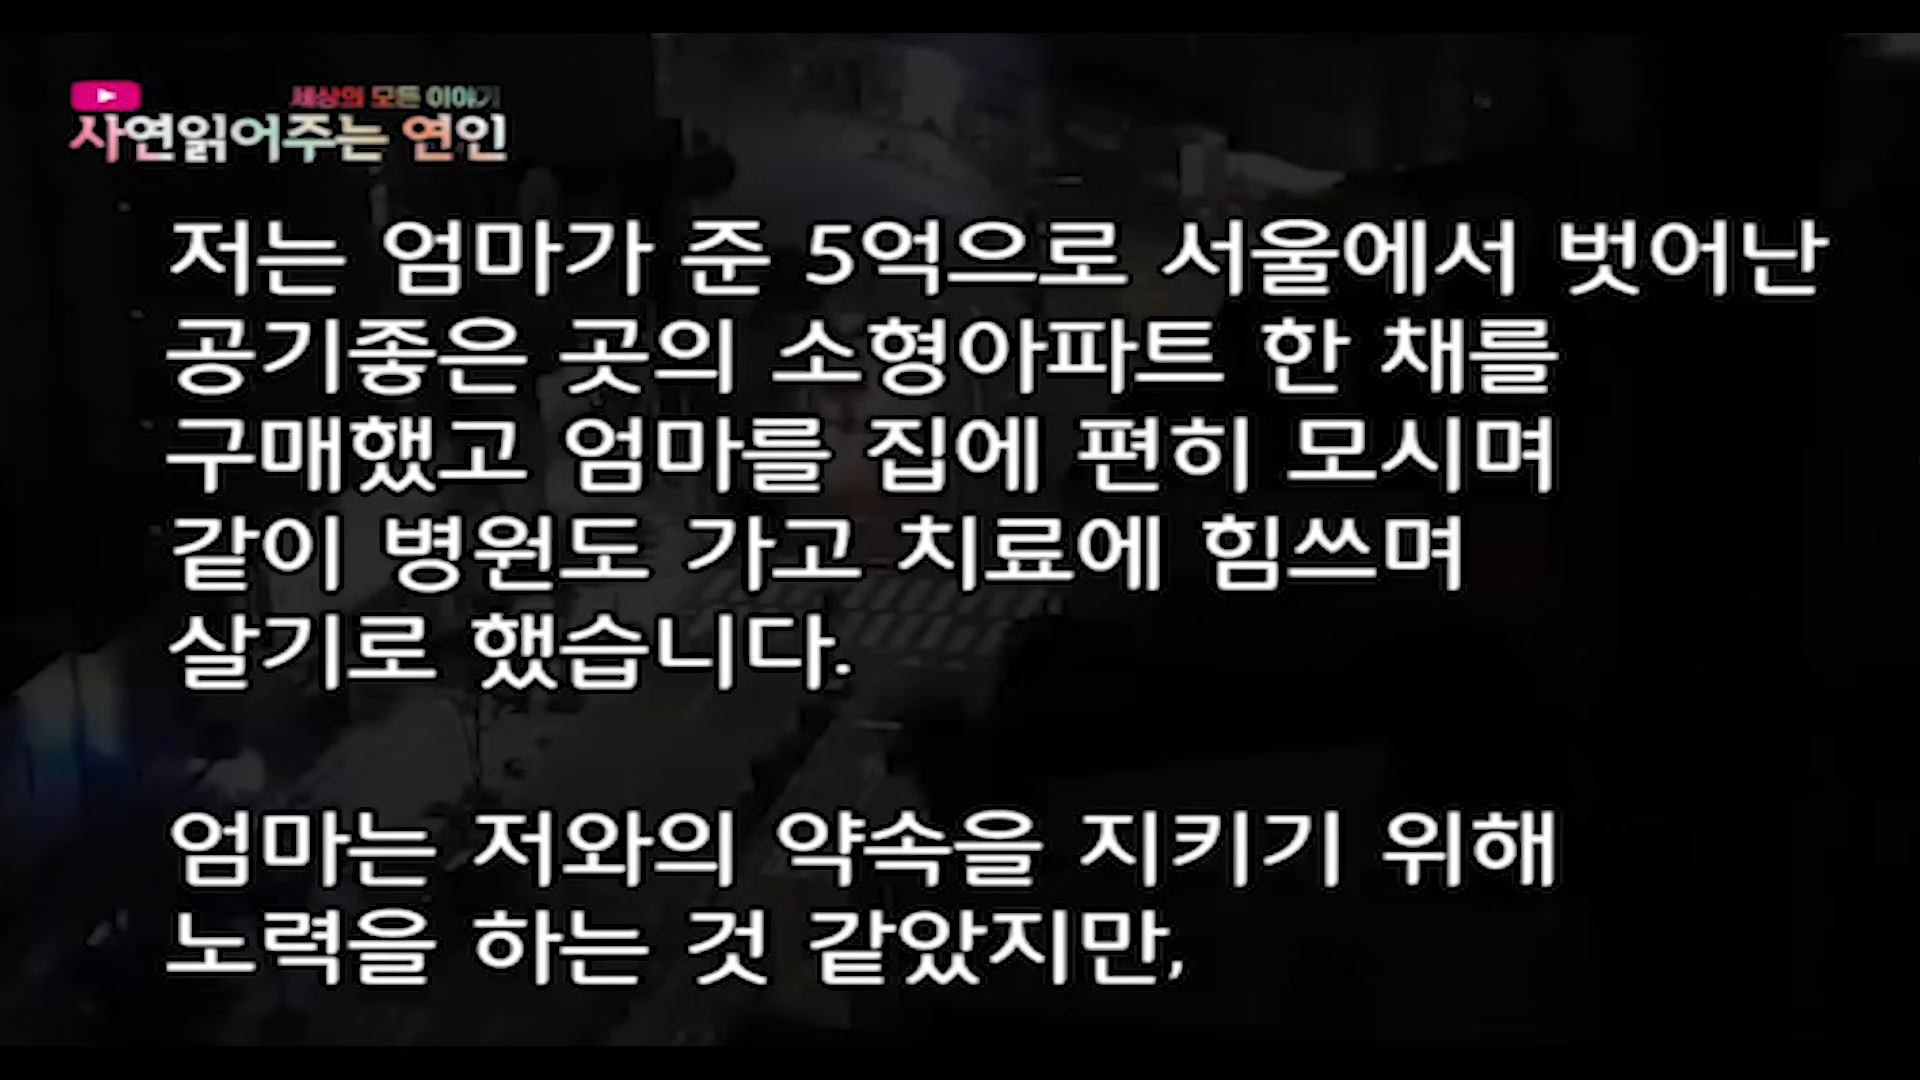 세상의 모든 이야기
사연읽어주는 연인
저는 엄마가 준 5억으로 서울에서 벗어난
공기좋은 곳의 소형아파트 한 채를
구매했고 엄마를 집에 편히 모시며
같이 병원도 가고 치료에 힘쓰며
살기로 했습니다.
엄마는 저와의 약속을 지키기 위해
노력을 하는 것 같았지만,